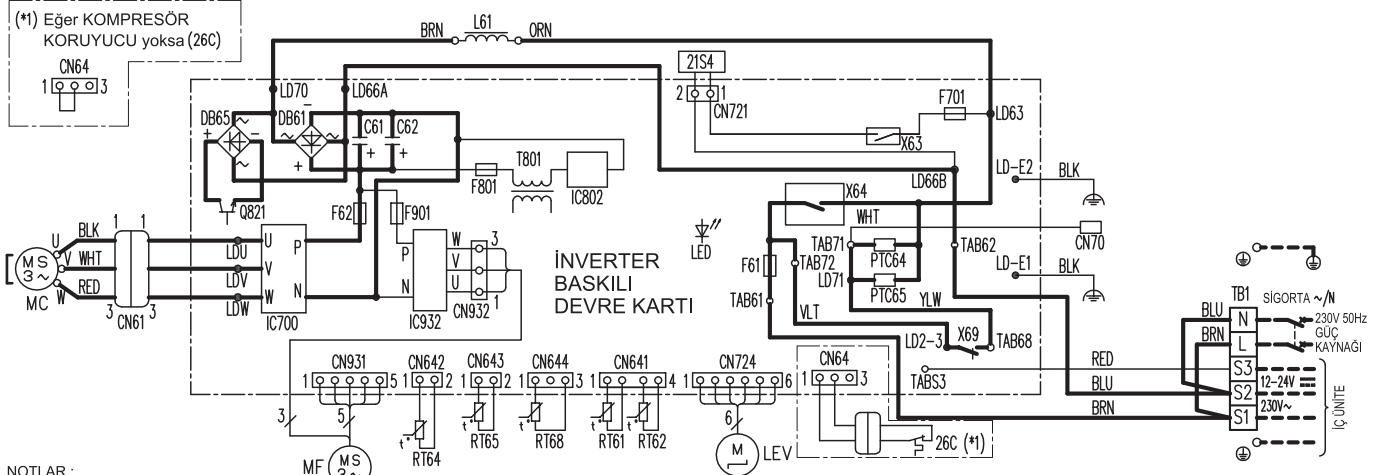 (*1) Eğer KOMPRESÖR
KORUYUCU yoksa (26C)
CN64
1 3
BRN L61 ORN
21S4
2 1
CN721
F701
LD63
X63
LD70 LD66A
DB65 DB61
~ - ~
+ - ~ +
C61 C62
+ +
F801 T801 IC802
Q821
F62 F901
LD66B
LD-E2 BLK
X64
WHT
CN70
TAB71 PTC64 TAB62
LED
F61 TAB72
LD71 PTC65
LD-E1 BLK
TAB61
VLT YLW
LD2-3 X69 TAB68
İNVERTER
BASKILI
DEVRE KARTI
MS
3~
MC
U BLK
V WHT
W RED
1 1
3 3
CN61
LDU
LDV
LDW
U P
V
W N
IC700
P W
V
N U
IC932
3
1
CN932
TB1
SİGORTA ~/N
230V 50Hz
GÜÇ
KAYNAĞI
BLU N
BRN L
RED S3
BLU S2 12-24V
BRN S1 230V~
İÇ ÜNİTE
TABS3
CN931 CN642 CN643 CN644 CN641 CN724 CN64
1 5 1 2 1 2 1 3 1 4 1 6 1 3
3 5 6
t° t° t° t° t°
RT64 RT65 RT68 RT61 RT62
MF MS
3~
M LEV
26C (*1)
NOTLAR :